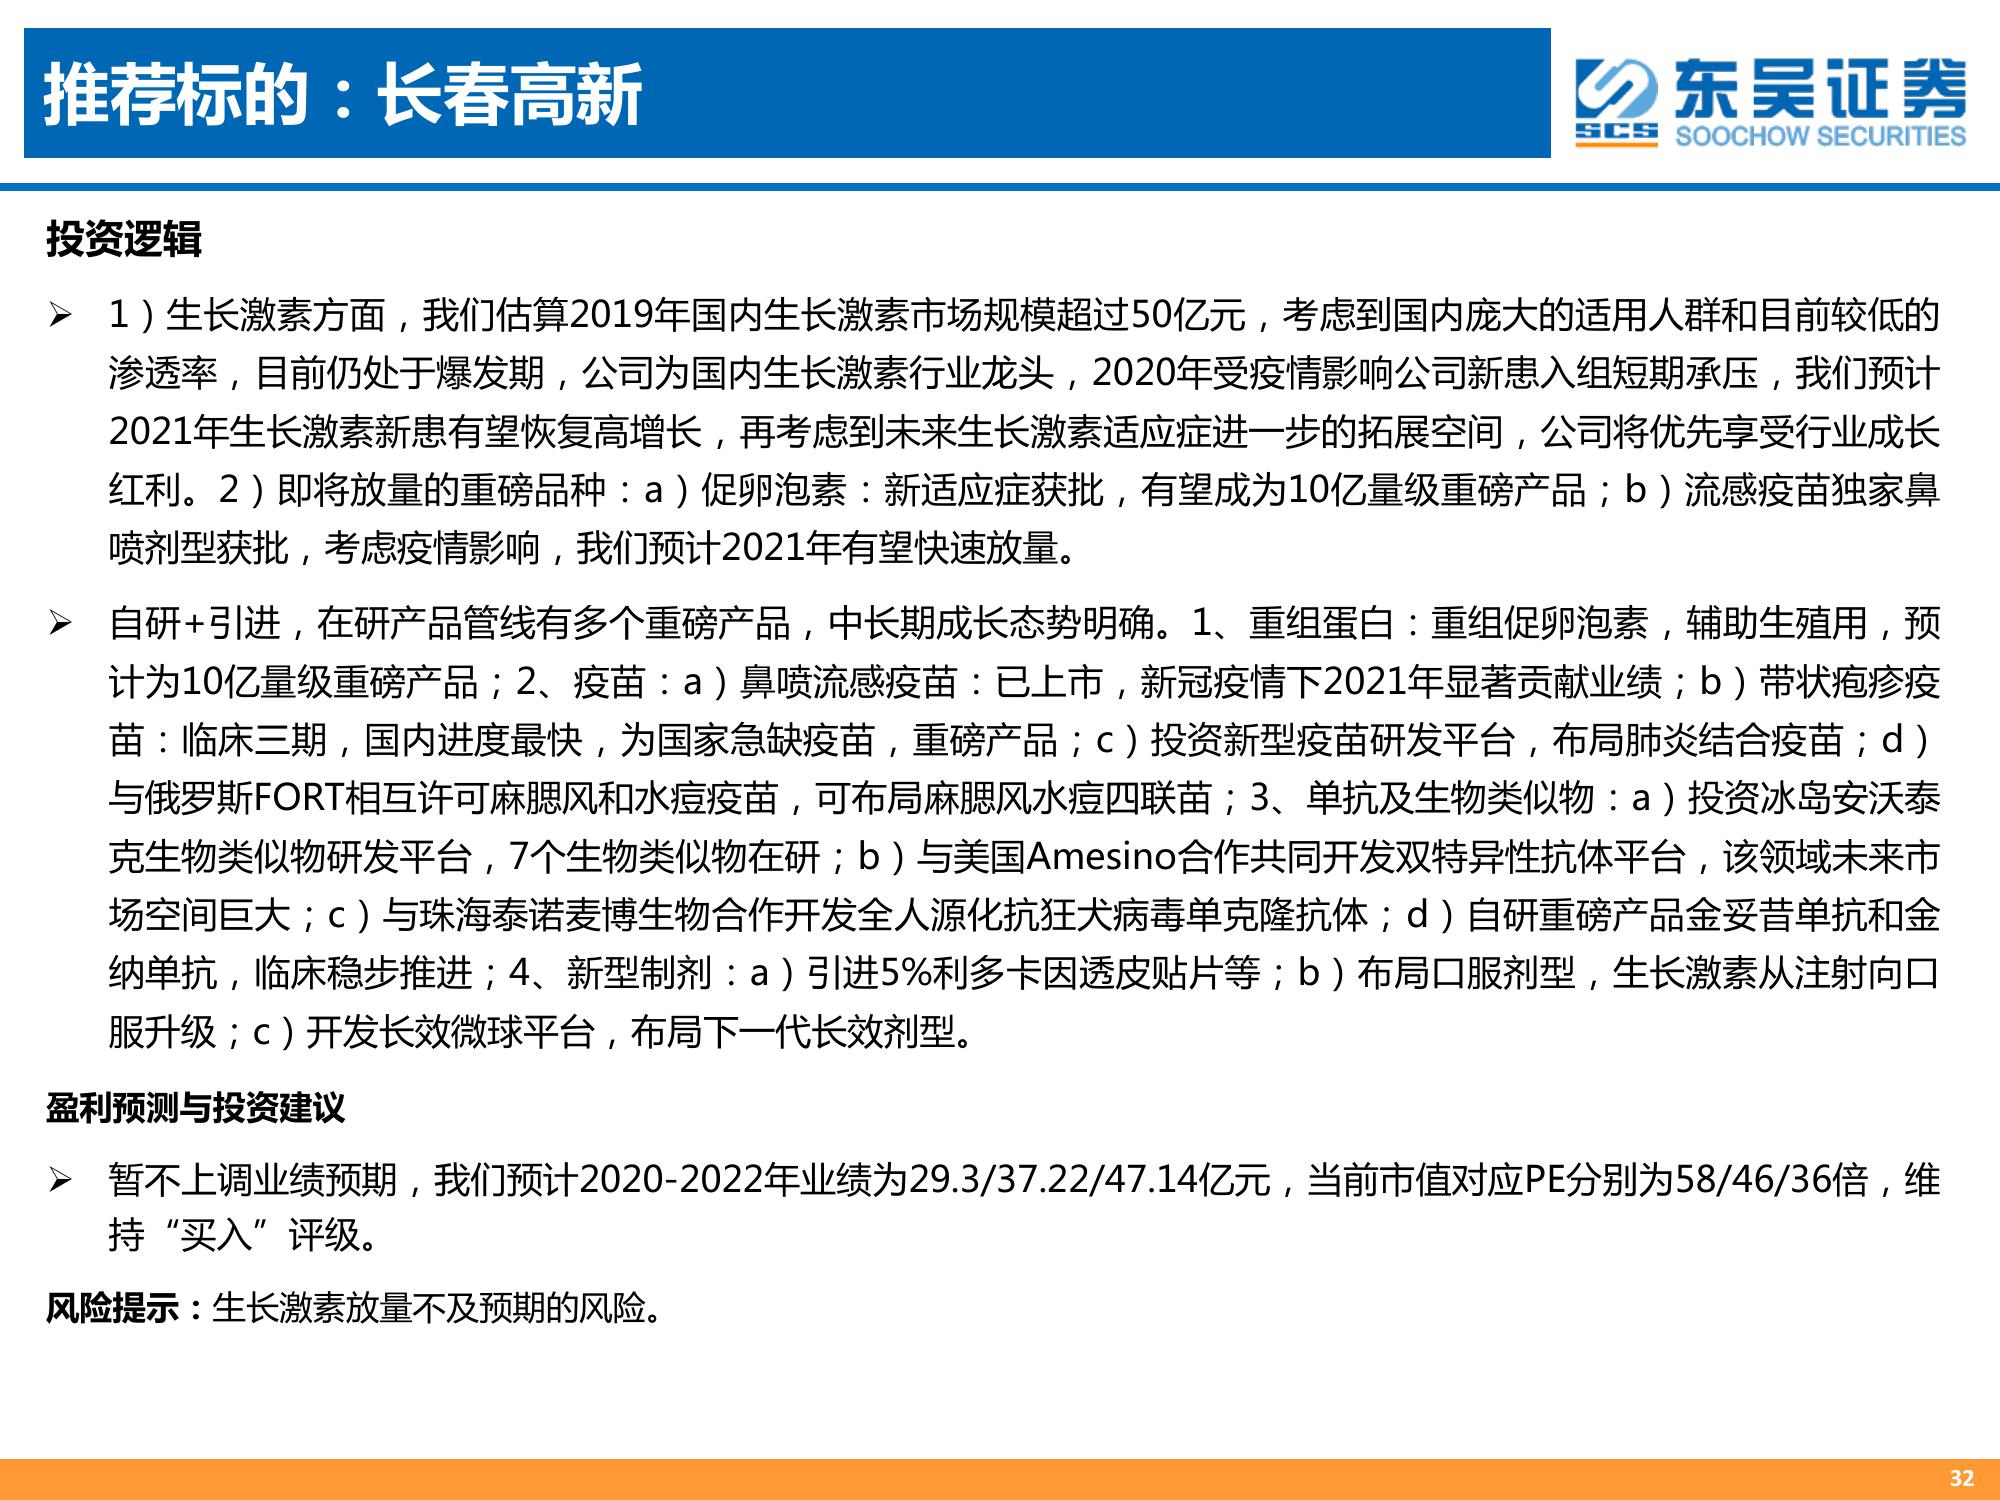 推荐标的：长春高新
东吴证券
SCS
SOOCHOW SECURITIES
投资逻辑
➢ 1）生长激素方面，我们估算2019年国内生长激素市场规模超过50亿元，考虑到国内庞大的适用人群和目前较低的
渗透率，目前仍处于爆发期，公司为国内生长激素行业龙头，2020年受疫情影响公司新患入组短期承压，我们预计
2021年生长激素新患有望恢复高增长，再考虑到未来生长激素适应症进一步的拓展空间，公司将优先享受行业成长
红利。2）即将放量的重磅品种：a）促卵泡素：新适应症获批，有望成为10亿量级重磅产品；b）流感疫苗独家鼻
喷剂型获批，考虑疫情影响，我们预计2021年有望快速放量。
➢ 自研+引进，在研产品管线有多个重磅产品，中长期成长态势明确。1、重组蛋白：重组促卵泡素，辅助生殖用，预
计为10亿量级重磅产品；2、疫苗：a）鼻喷流感疫苗：已上市，新冠疫情下2021年显著贡献业绩；b）带状疱疹疫
苗：临床三期，国内进度最快，为国家急缺疫苗，重磅产品；c）投资新型疫苗研发平台，布局肺炎结合疫苗；d）
与俄罗斯FORT相互许可麻腮风和水痘疫苗，可布局麻腮风水痘四联苗；3、单抗及生物类似物：a）投资冰岛安沃泰
克生物类似物研发平台，7个生物类似物在研；b）与美国Amesino合作共同开发双特异性抗体平台，该领域未来市
场空间巨大；c）与珠海泰诺麦博生物合作开发全人源化抗狂犬病毒单克隆抗体；d）自研重磅产品金妥昔单抗和金
纳单抗，临床稳步推进；4、新型制剂：a）引进5%利多卡因透皮贴片等；b）布局口服剂型，生长激素从注射向口
服升级；c）开发长效微球平台，布局下一代长效剂型。
盈利预测与投资建议
➢ 暂不上调业绩预期，我们预计2020-2022年业绩为29.3/37.22/47.14亿元，当前市值对应PE分别为58/46/36倍，维
持“买入”评级。
风险提示：生长激素放量不及预期的风险。
32